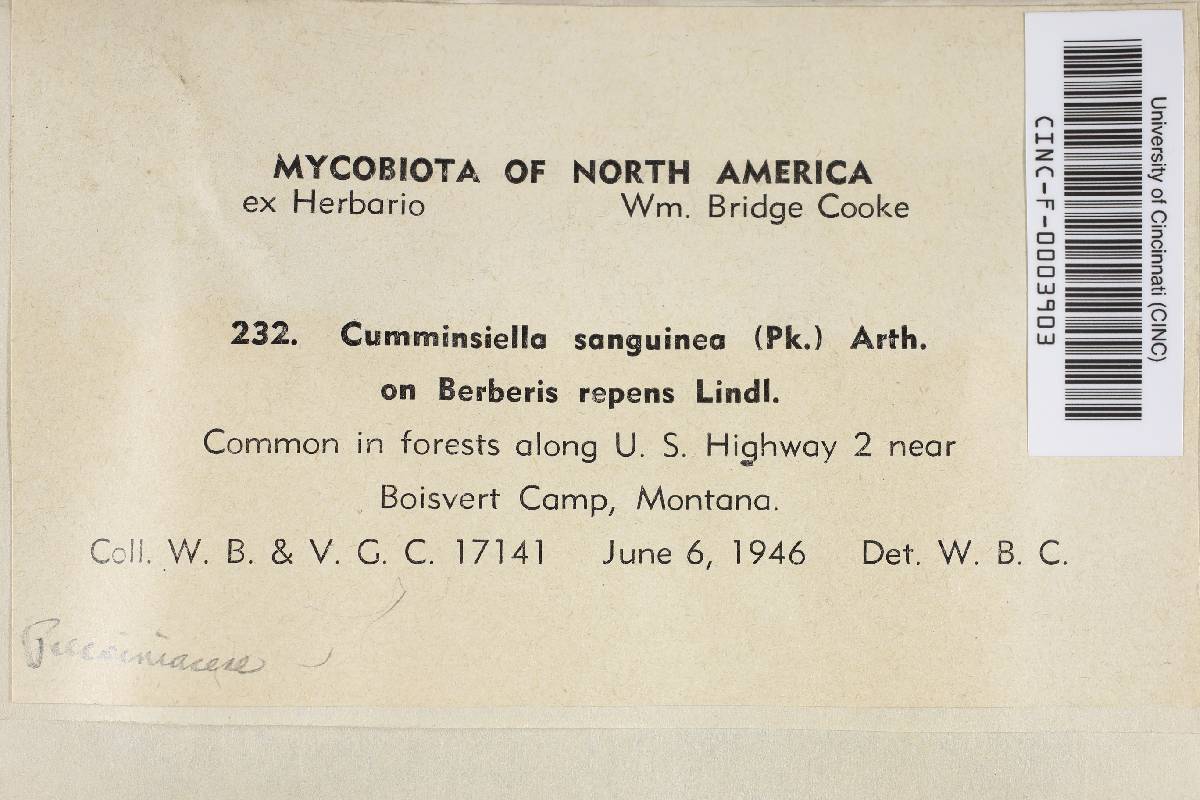 MYCOBIOTA OF NORTH AMERICA
ex Herbario Wm. Bridge Cooke
232. Cumminsiella sanguinea (Pk.) Arth.
on Berberis repens Lindl.
Common in forests along U. S. Highway 2 near
Boisvert Camp, Montana.
Coll. W. B. & V. G. C. 17141 June 6, 1946 Det. W. B. C.
Pucciniaceae
University of Cincinnati (CINC)
CINC-F-0003903